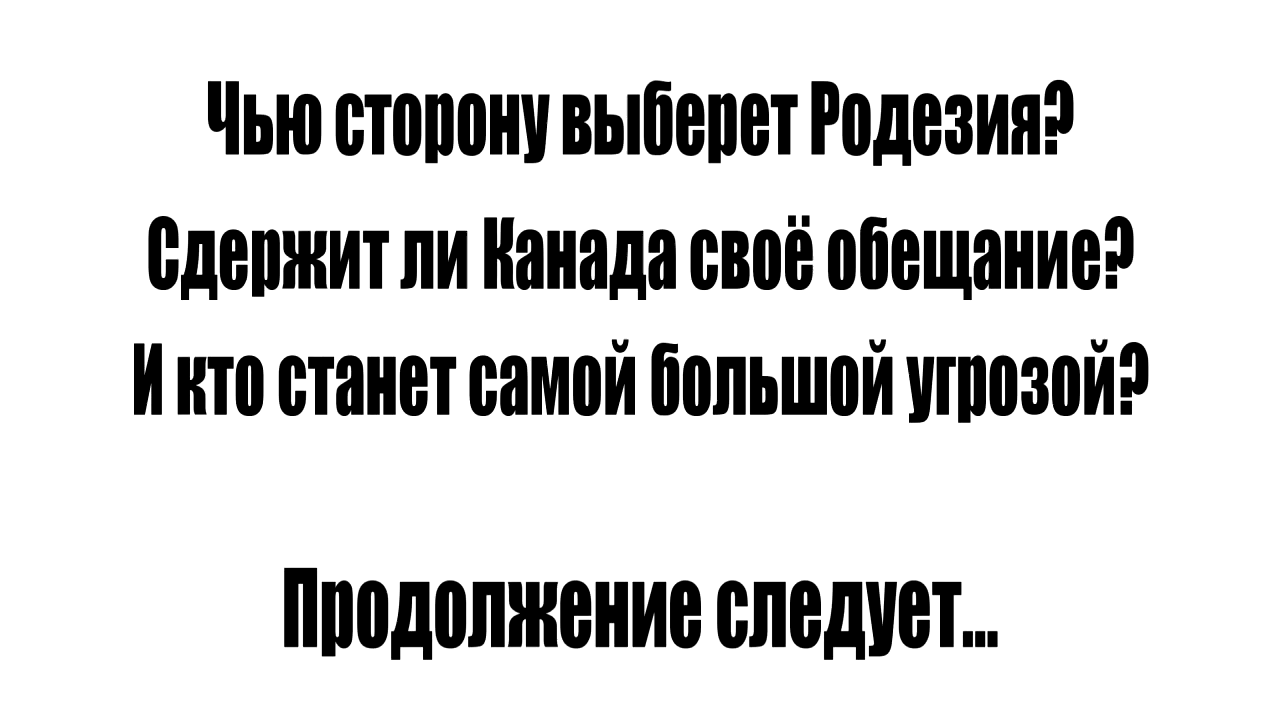 Чью сторону выберет Родезия?
Сдержит ли Канада своё обещание?
И кто станет самой большой угрозой?
Продолжение следует...